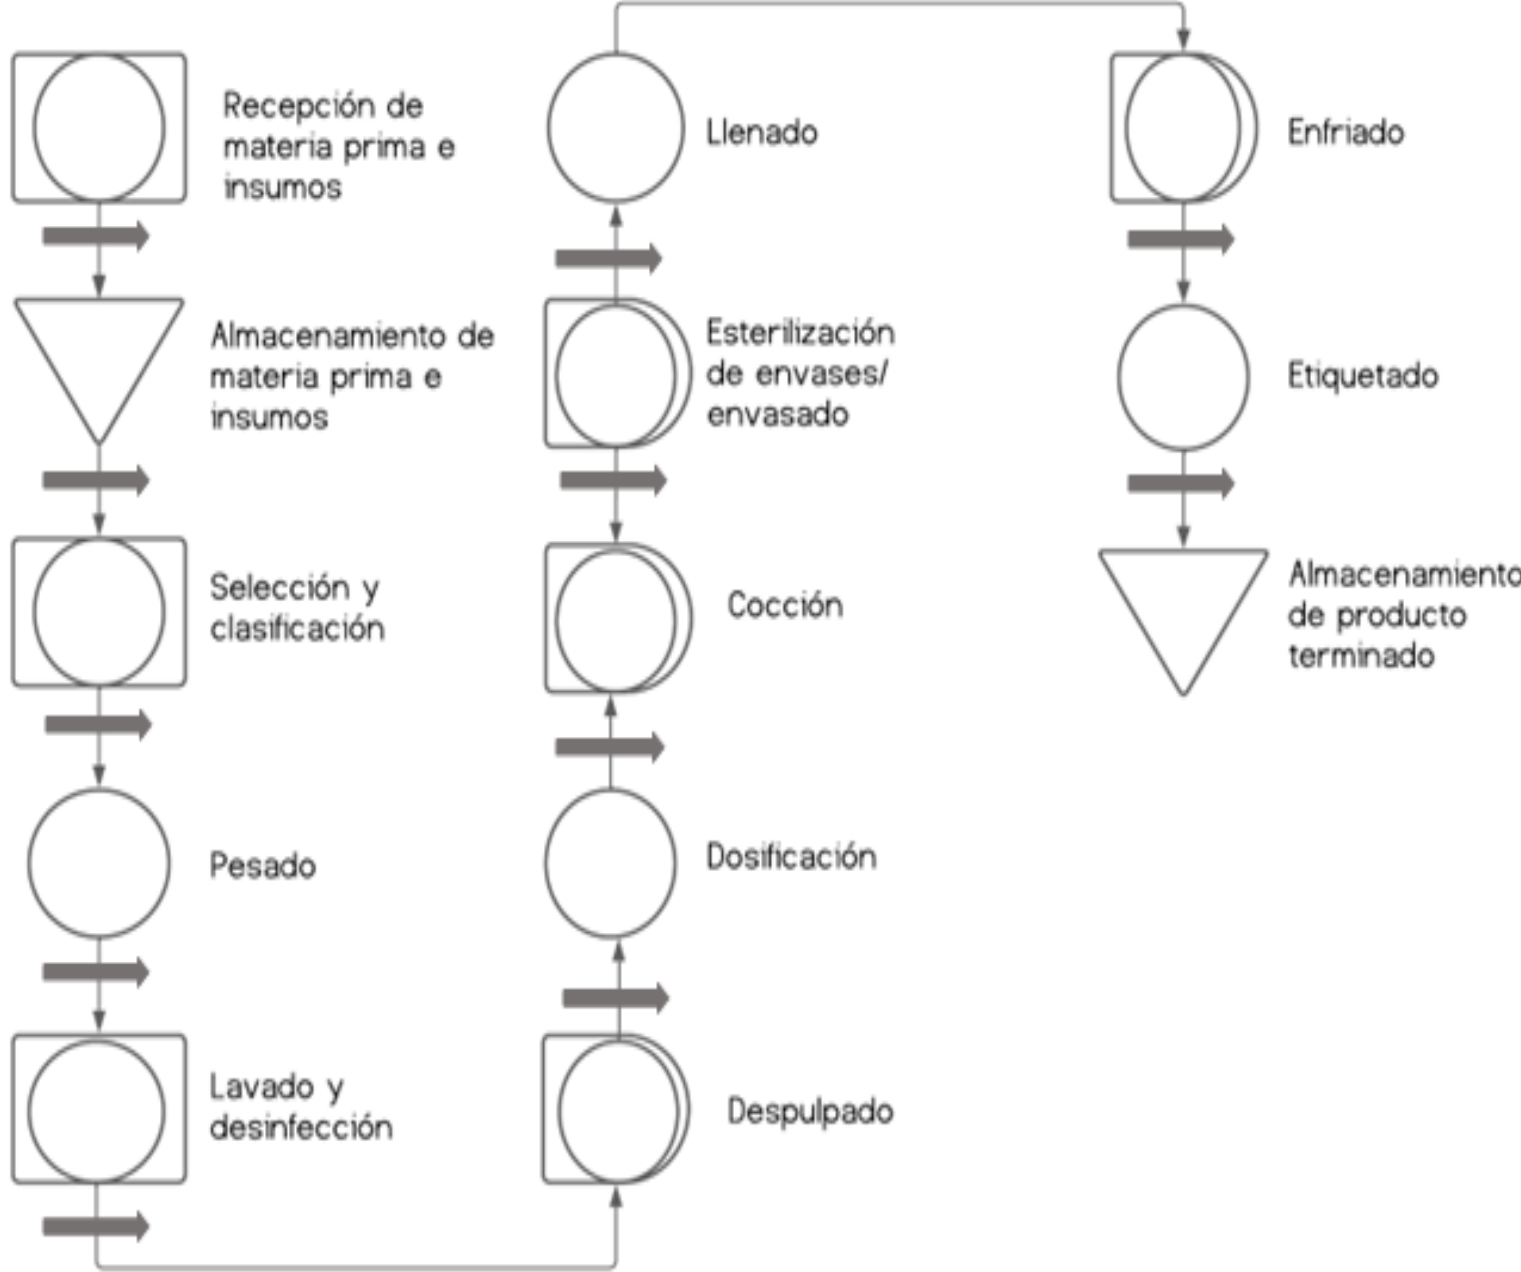 Recepción de
materia prima e
insumos
Almacenamiento de
materia prima e
insumos
Selección y
clasificación
Pesado
Lavado y
desinfección
Llenado
Esterilización
de envases/
envasado
Cocción
Dosificación
Despulpado
Enfriado
Etiquetado
Almacenamiento
de producto
terminado